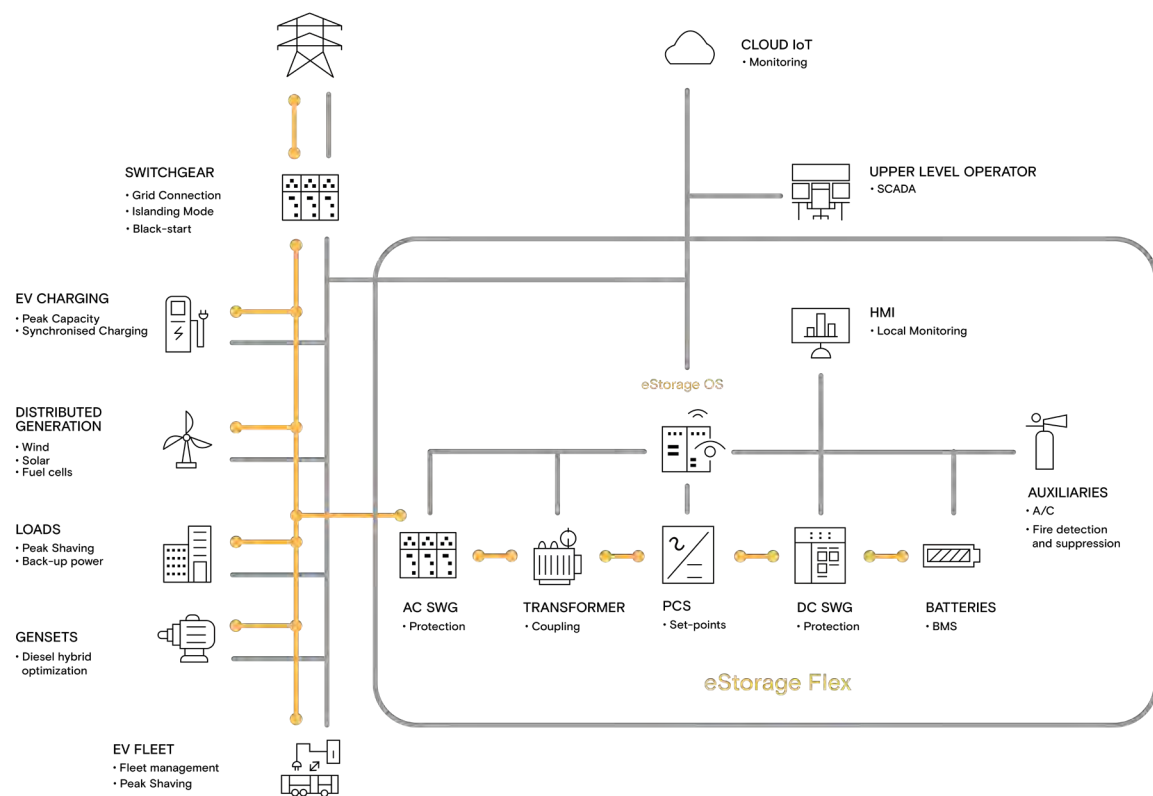 CLOUD IoT
• Monitoring
SWITCHGEAR
• Grid Connection
• Islanding Mode
• Black-start
UPPER LEVEL OPERATOR
• SCADA
EV CHARGING
• Peak Capacity
• Synchronised Charging
HMI
• Local Monitoring
eStorage OS
DISTRIBUTED
GENERATION
• Wind
• Solar
• Fuel cells
AUXILIARIES
• A/C
• Fire detection
and suppression
LOADS
• Peak Shaving
• Back-up power
AC SWG
• Protection
TRANSFORMER
• Coupling
PCS
• Set-points
DC SWG
• Protection
BATTERIES
• BMS
GENSETS
• Diesel hybrid
optimization
eStorage Flex
EV FLEET
• Fleet management
• Peak Shaving